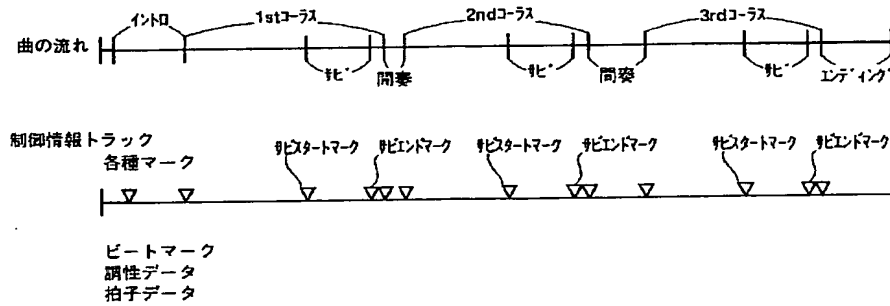 イントロ
1stコーラス
2ndコーラス
3rdコーラス
曲の流れ
サビ
間奏
サビ
間奏
サビ
エンディング
制御情報トラック
各種マーク
サビスタートマーク
サビエンドマーク
サビスタートマーク
サビエンドマーク
サビスタートマーク
サビエンドマーク
ビートマーク
調性データ
拍子データ